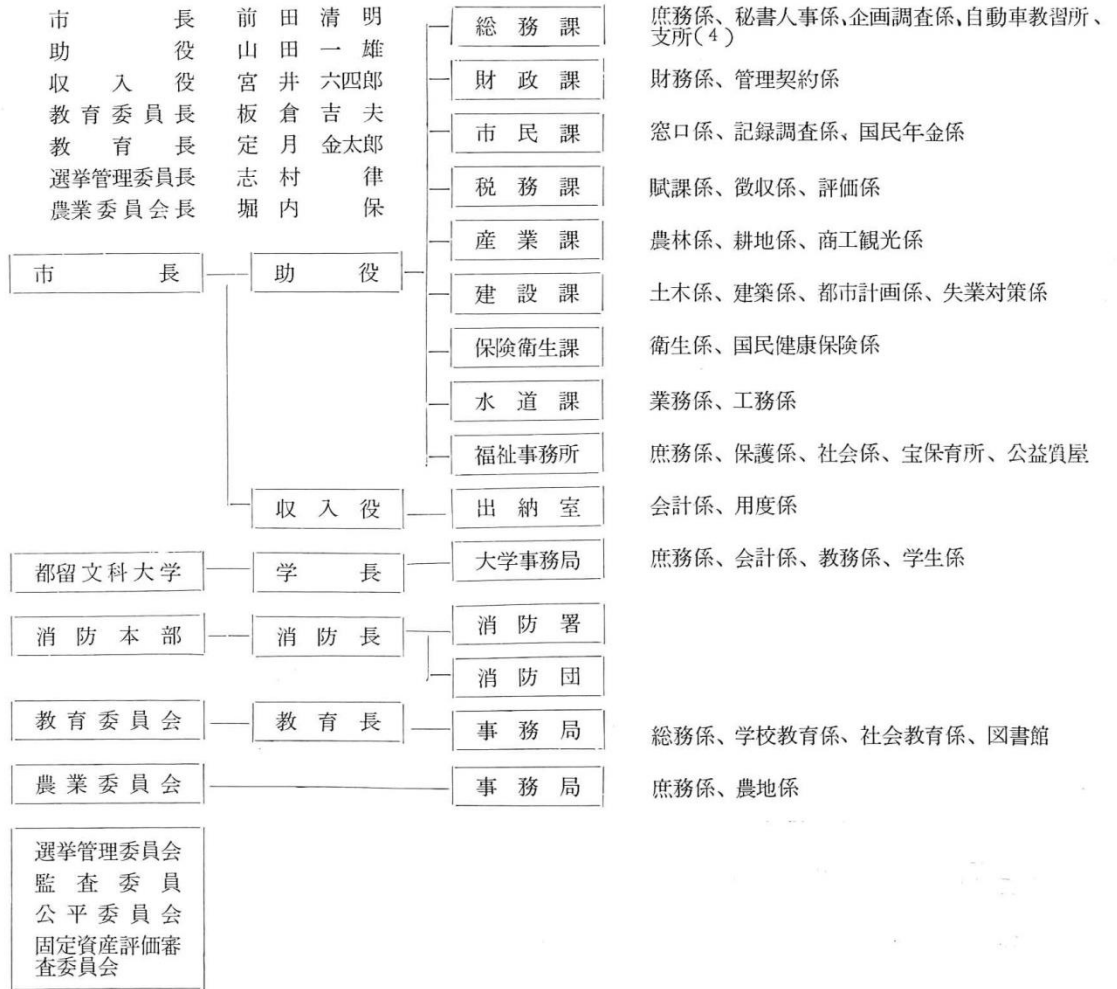 市長 前田清明
助役 山田一雄
収入役 宮井六四郎
教育委員長 板倉吉夫
教育長 定月金太郎
選挙管理委員長 志村律
農業委員会長 堀内保
総務課 庶務係、秘書人事係、企画調査係、自動車教習所、
支所(4)
財政課 財務係、管理契約係
市民課 窓口係、記録調査係、国民年金係
税務課 賦課係、徴収係、評価係
産業課 農林係、耕地係、商工観光係
市長 助役
建設課 土木係、建築係、都市計画係、失業対策係
保険衛生課 衛生係、国民健康保険係
水道課 業務係、工務係
福祉事務所 庶務係、保護係、社会係、宝保育所、公益質屋
収入役 出納室 会計係、用度係
都留文科大学 学長 大学事務局 庶務係、会計係、教務係、学生係
消防本部 消防長 消防署
消防団
教育委員会 教育長 事務局 総務係、学校教育係、社会教育係、図書館
農業委員会 事務局 庶務係、農地係
選挙管理委員会
監査委員
公平委員会
固定資産評価審
査委員会